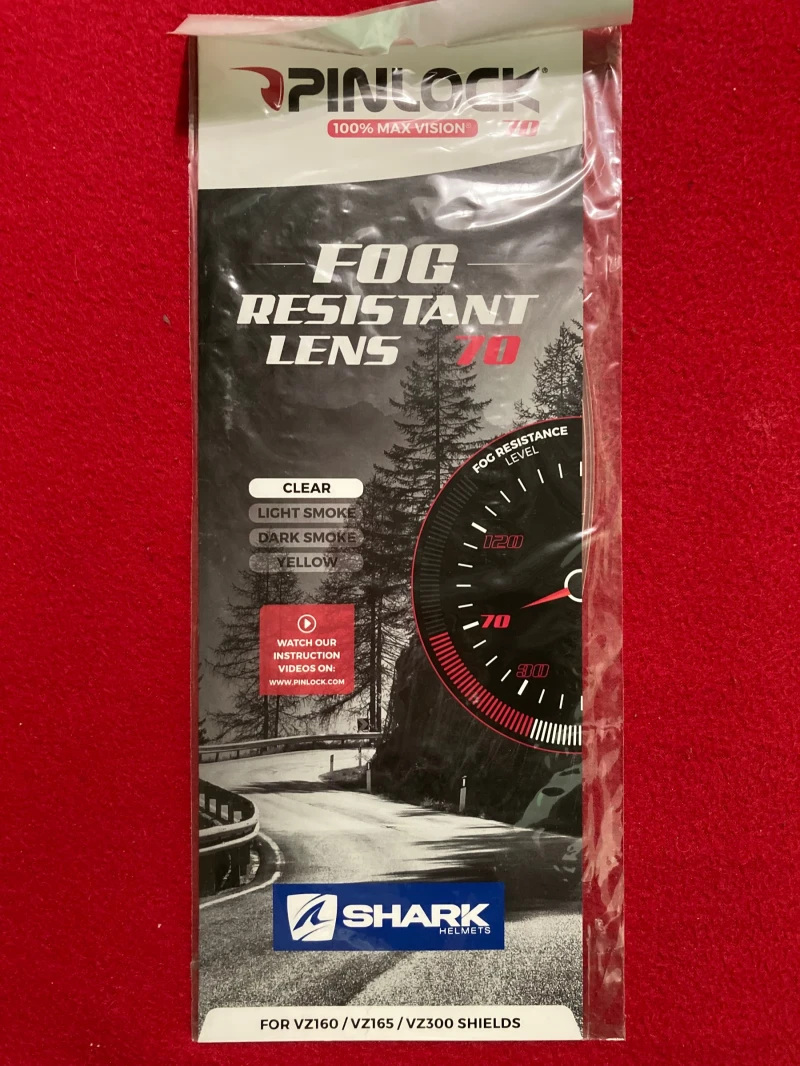 PINLOCK®
100% MAX VISION® 70
FOG
RESISTANT
LENS 70
FOG RESISTANCE
LEVEL
CLEAR
LIGHT SMOKE
DARK SMOKE
YELLOW
120
70
30
WATCH OUR
INSTRUCTION
VIDEOS ON:
WWW.PINLOCK.COM
SHARK
HELMETS
FOR VZ160 / VZ165 / VZ300 SHIELDS